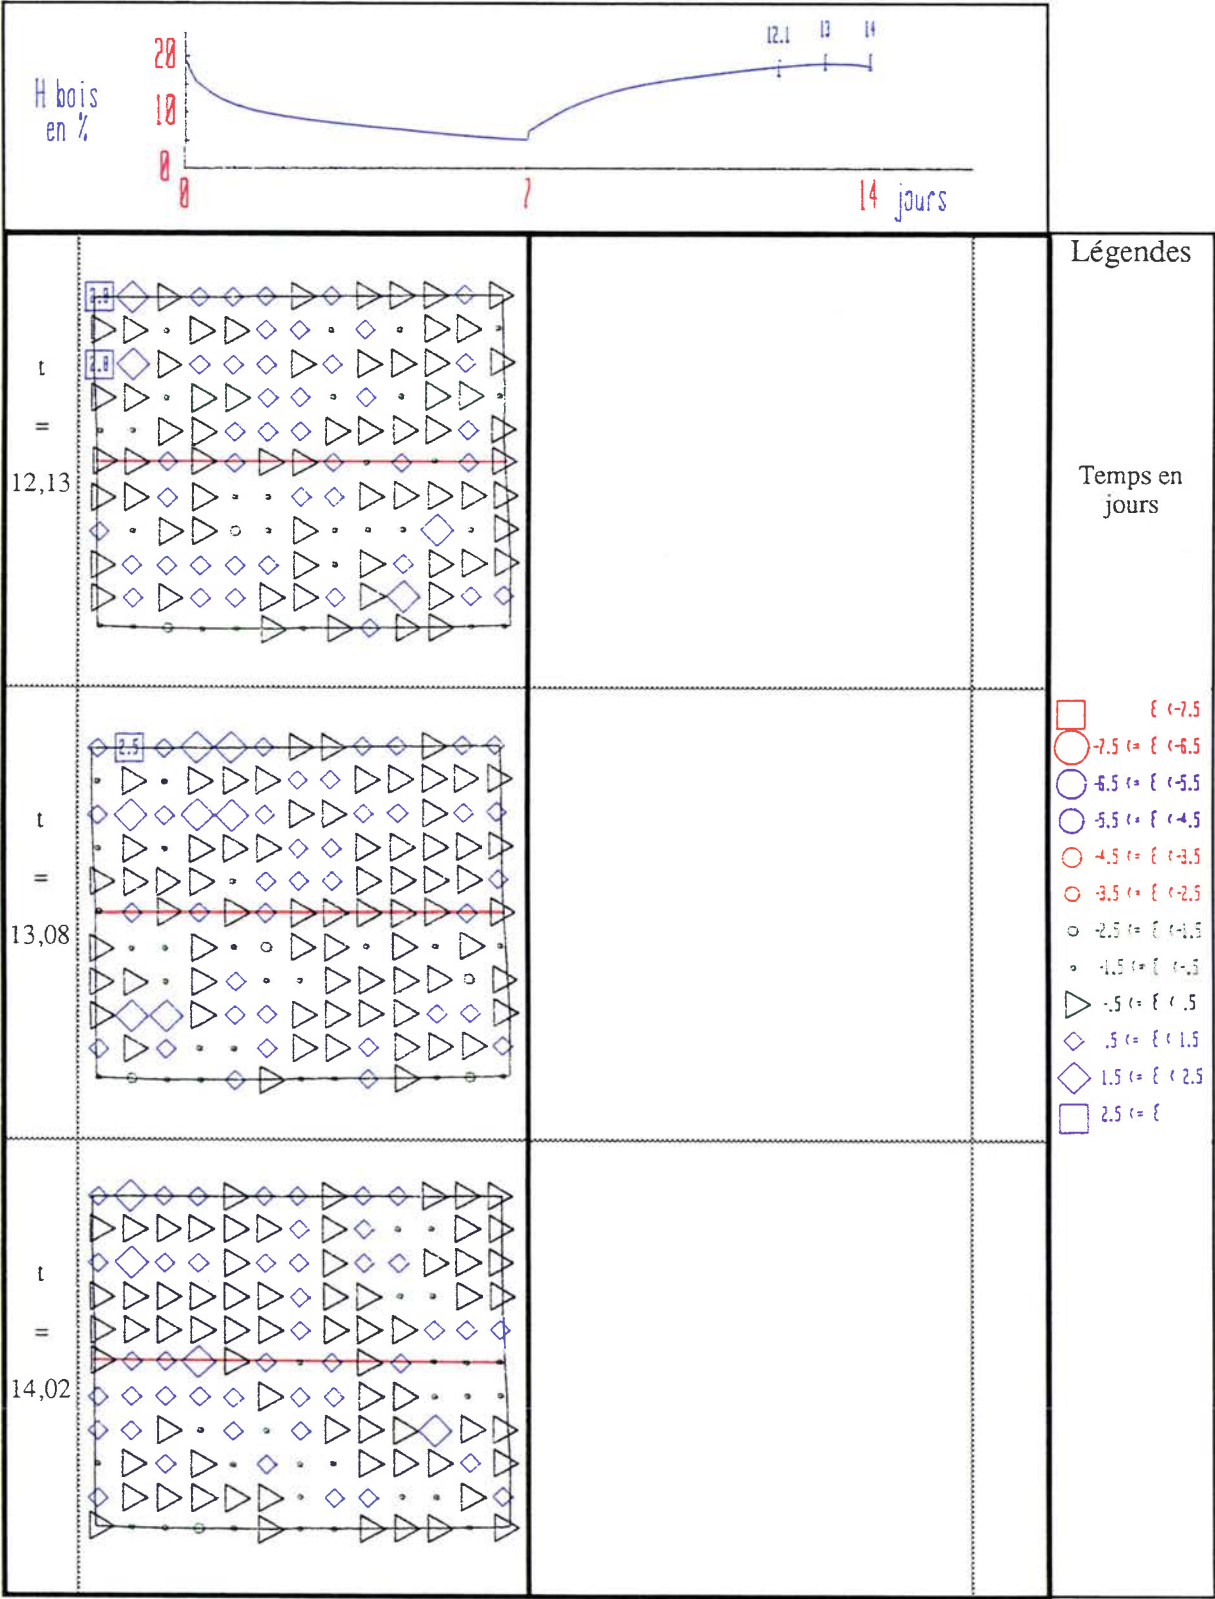 12.1 13 14
20
H bois
en %
10
0
0 7 14 jours
Légendes
t
=
12,13
2.8
Temps en
jours
t
=
13,08
2.5
t
=
14,02
ε <-7.5
-7.5 <= ε <-6.5
-6.5 <= ε <-5.5
-5.5 <= ε <-4.5
-4.5 <= ε <-3.5
-3.5 <= ε <-2.5
-2.5 <= ε <-1.5
-1.5 <= ε <-.5
-.5 <= ε < .5
.5 <= ε < 1.5
1.5 <= ε < 2.5
2.5 <= ε